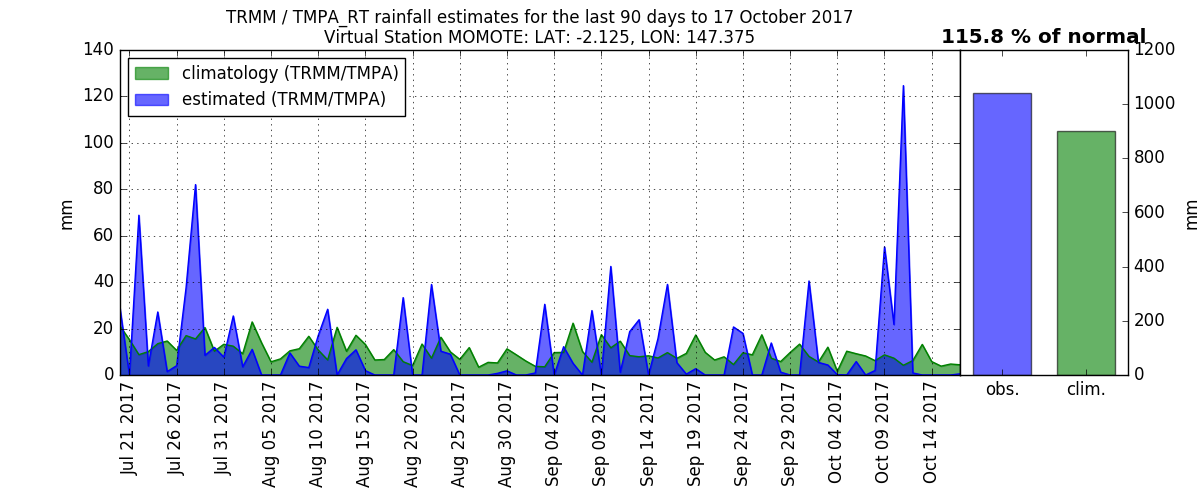 TRMM / TMPA_RT rainfall estimates for the last 90 days to 17 October 2017
Virtual Station MOMOTE: LAT: -2.125, LON: 147.375
115.8 % of normal
climatology (TRMM/TMPA)
estimated (TRMM/TMPA)
mm
140
120
100
80
60
40
20
0
Jul 21 2017
Jul 26 2017
Jul 31 2017
Aug 05 2017
Aug 10 2017
Aug 15 2017
Aug 20 2017
Aug 25 2017
Aug 30 2017
Sep 04 2017
Sep 09 2017
Sep 14 2017
Sep 19 2017
Sep 24 2017
Sep 29 2017
Oct 04 2017
Oct 09 2017
Oct 14 2017
obs.
clim.
1200
1000
800
600
400
200
0
mm